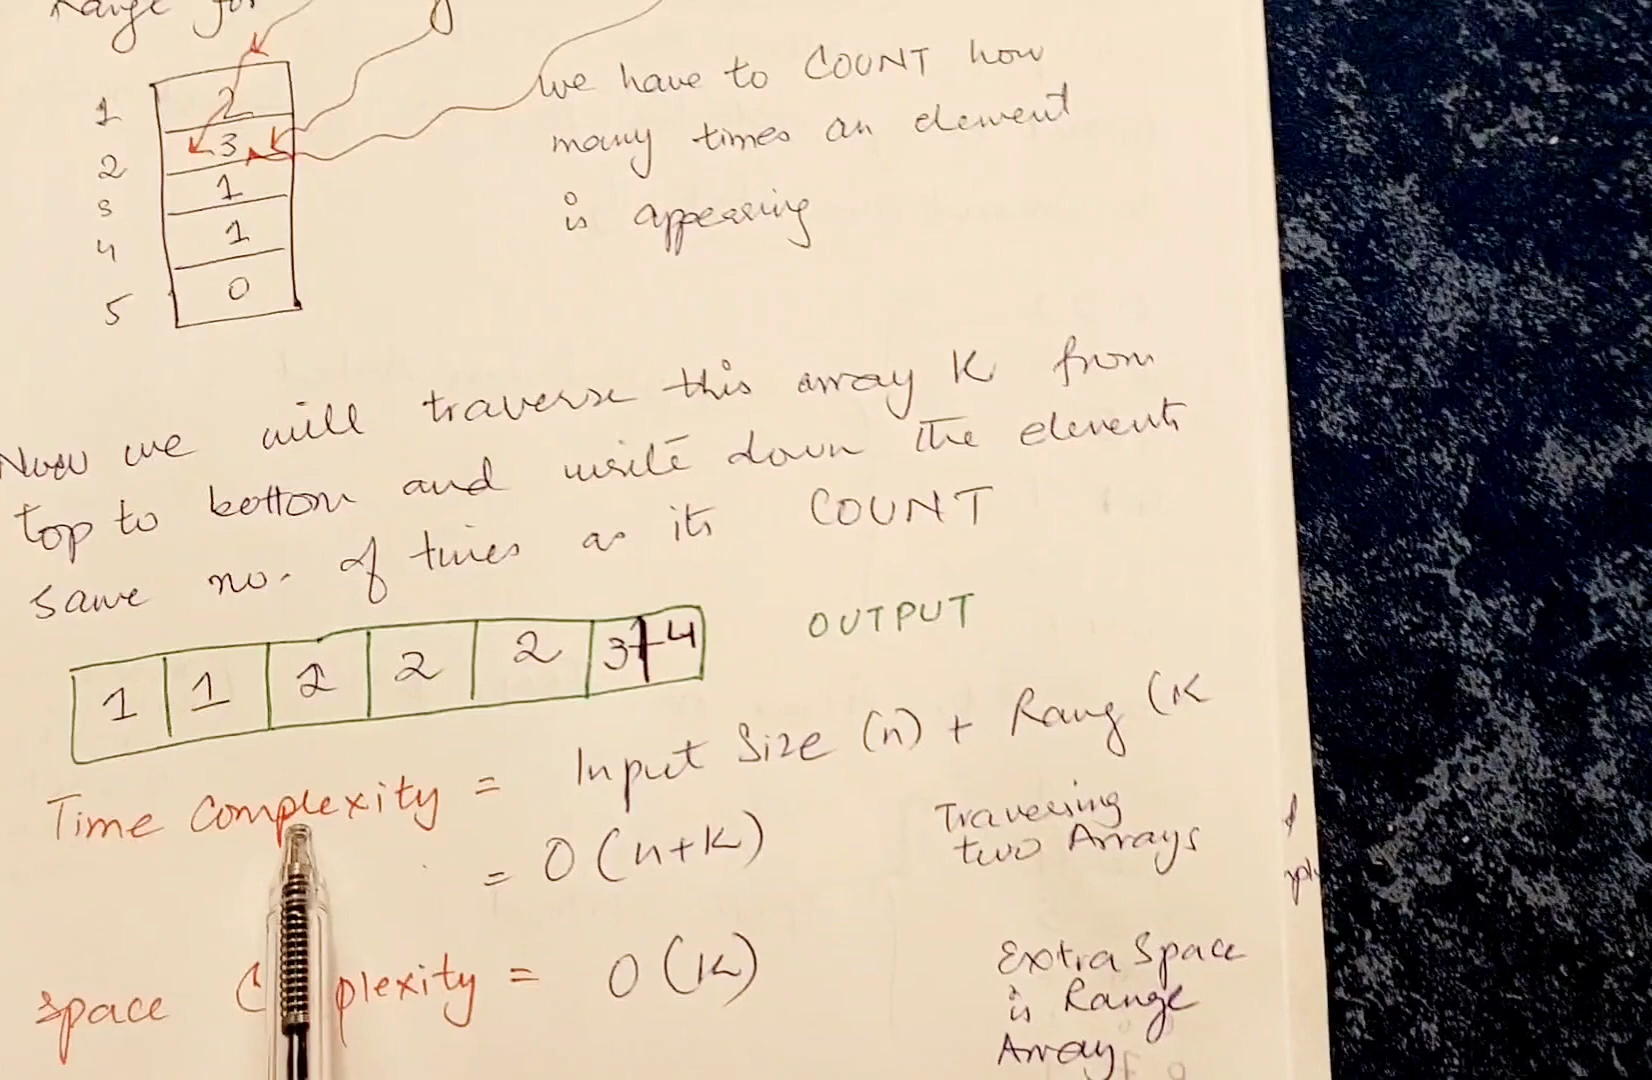 Range for
1 2
2 3
3 1
4 1
5 0
we have to COUNT how
many times an element
is appearing
Now we will traverse this array K from
top to bottom and write down the elements
same no. of times as its COUNT
1 1 2 2 2 3 4 OUTPUT
Time Complexity = Input Size (n) + Rang (K
= O(n+K)
Traversing
two Arrays
space plexity = O(K)
Extra Space
is Range
Array